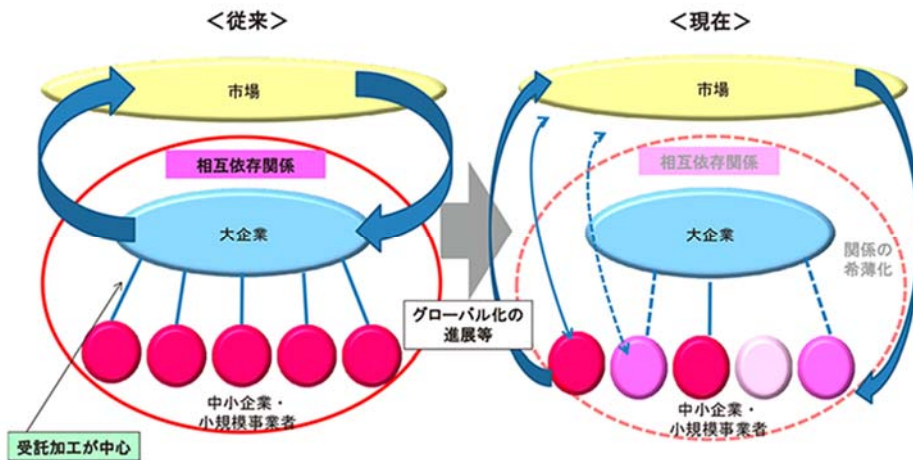 ＜従来＞
市場
相互依存関係
大企業
中小企業・
小規模事業者
受託加工が中心
グローバル化の
進展等
＜現在＞
市場
相互依存関係
大企業
関係の
希薄化
中小企業・
小規模事業者